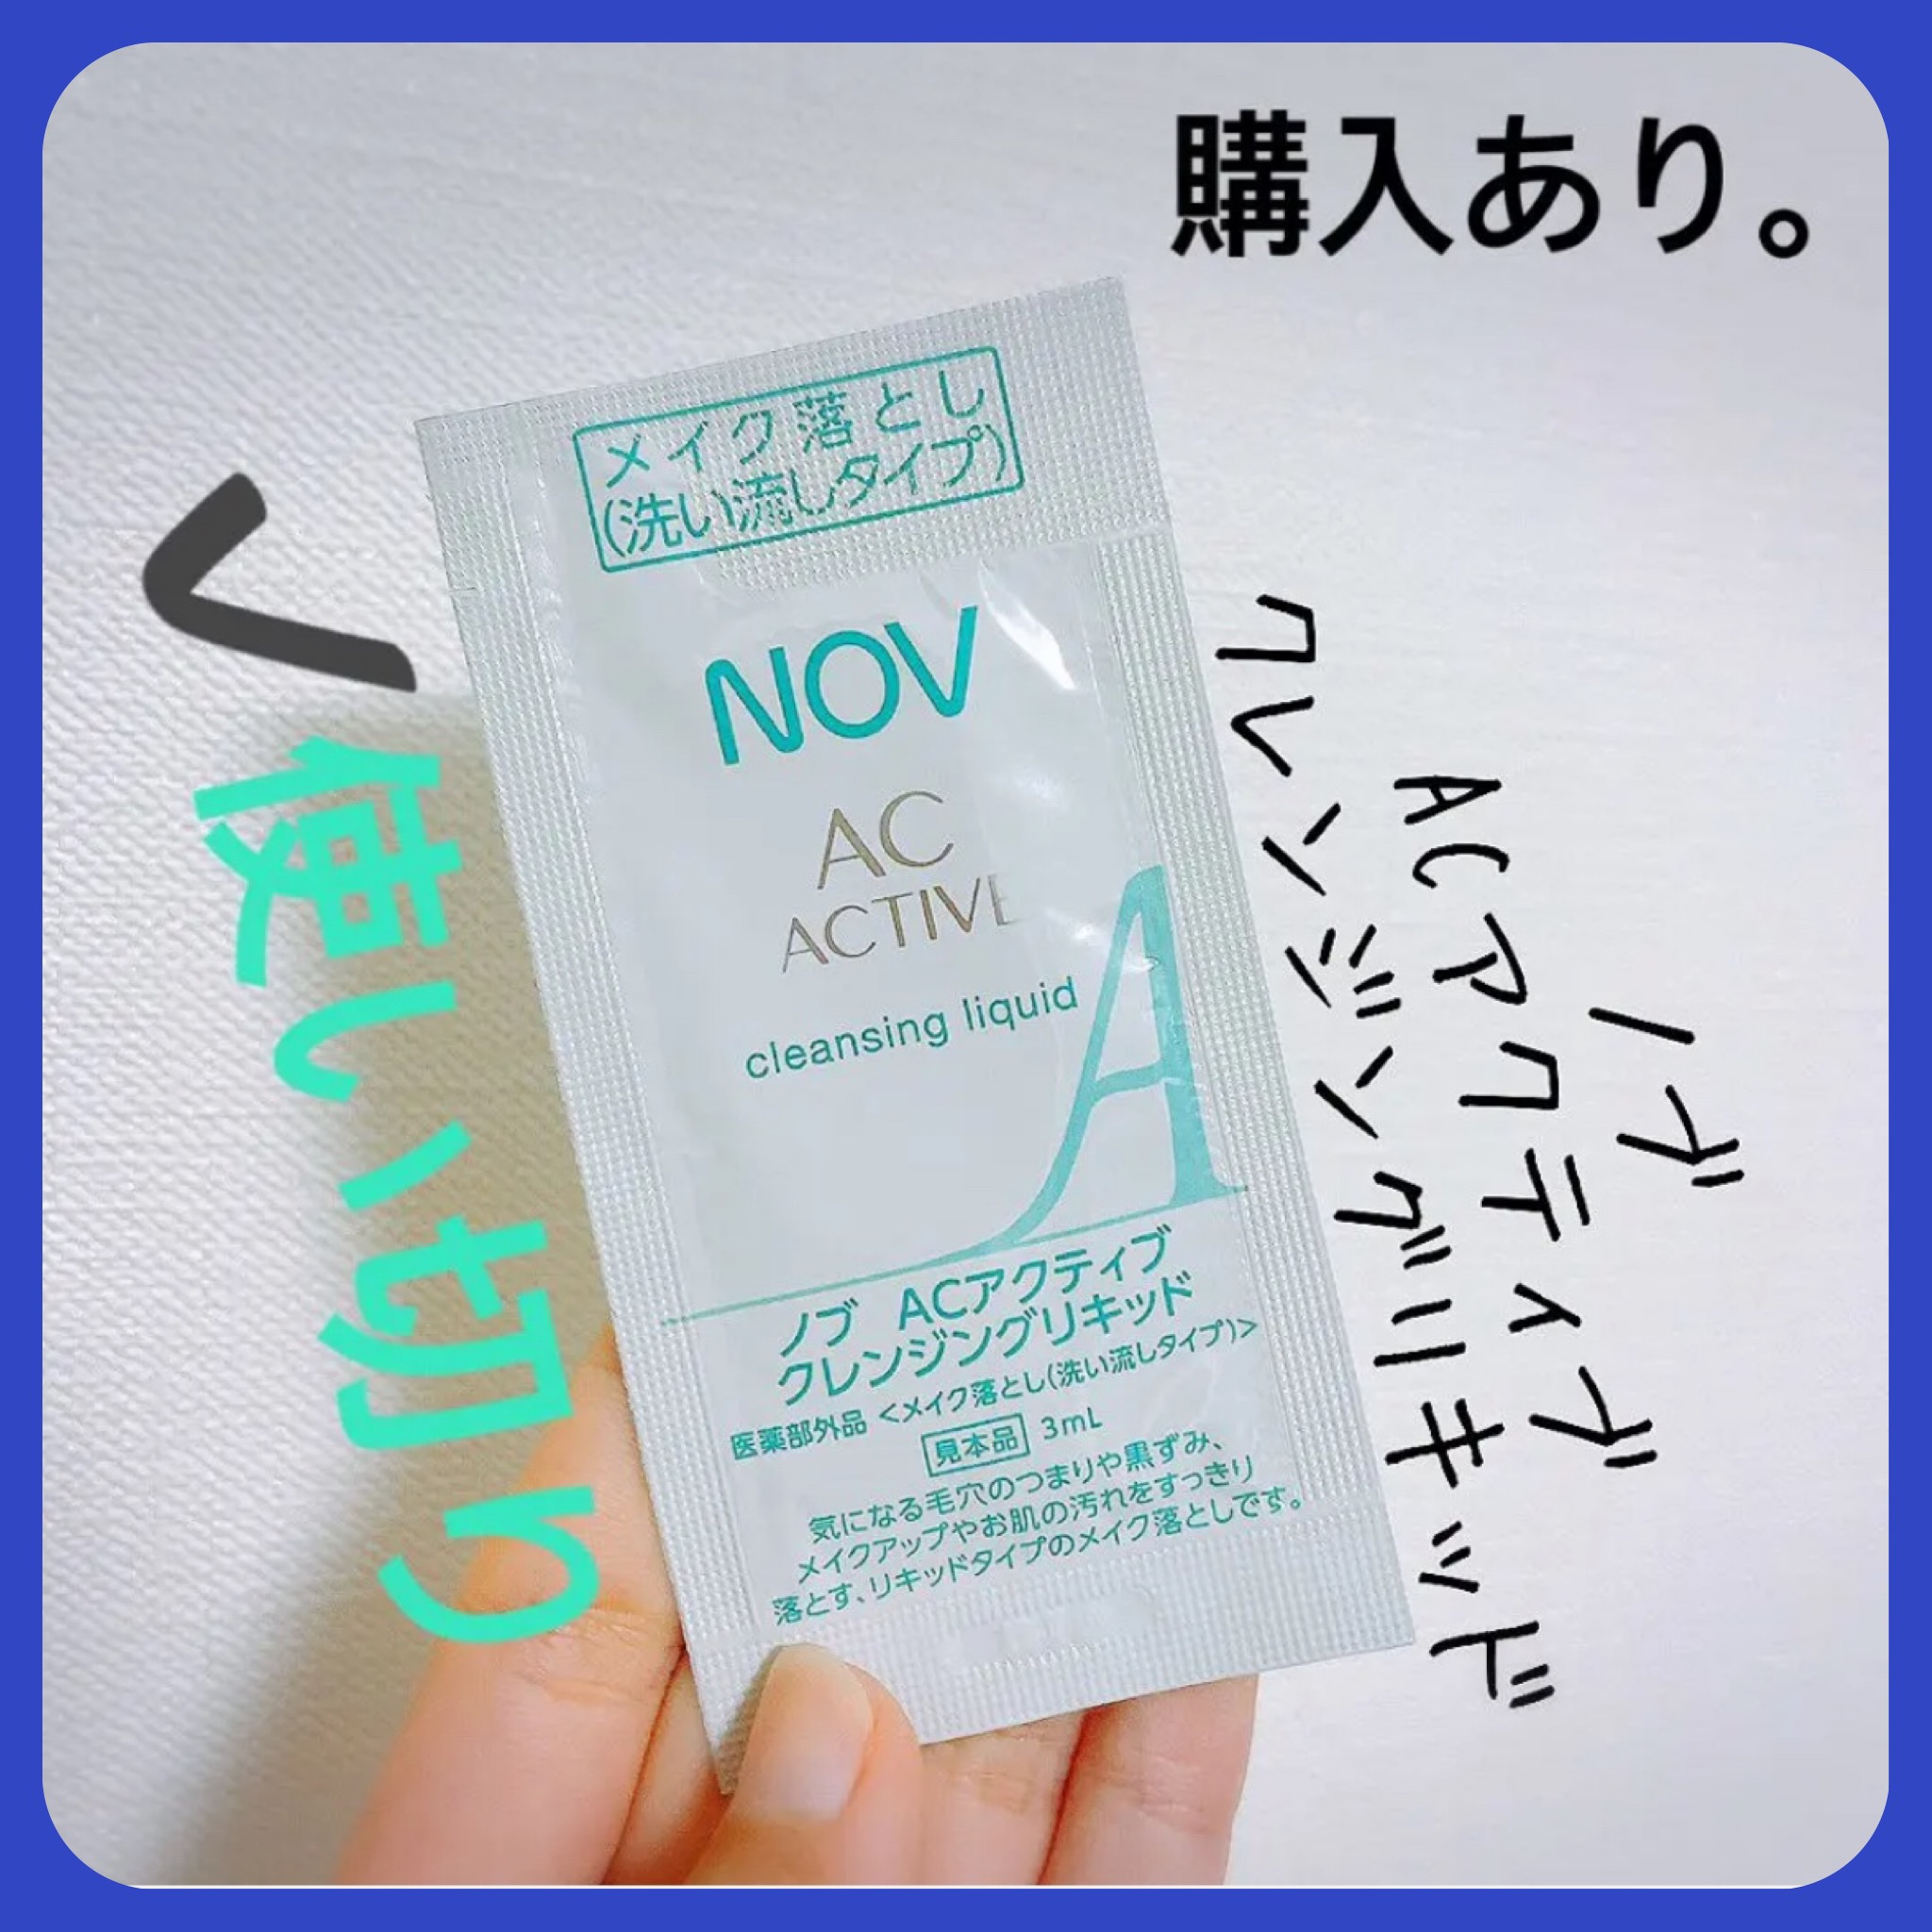 購入あり。
メイク落とし
(洗い流しタイプ)
NOV
AC
ACTIVE
cleansing liquid
A
ノブ ACアクティブ
クレンジングリキッド
医薬部外品 <メイク落とし(洗い流しタイプ)>
見本品 3mL
気になる毛穴のつまりや黒ずみ、
メイクアップやお肌の汚れをすっきり
落とす、リキッドタイプのメイク落としです。
ノブ
ACアクティブ
クレンジングリキッド
使い切り